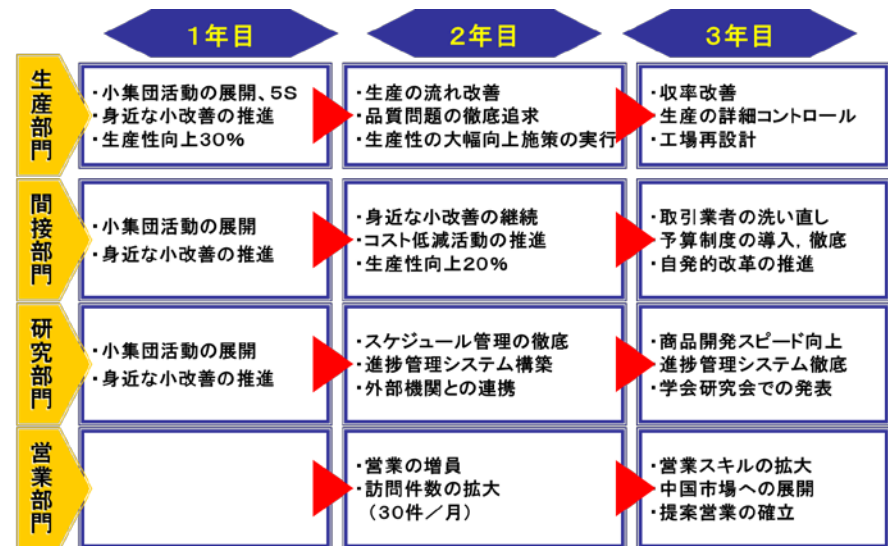 1年目
2年目
3年目
生産部門
・小集団活動の展開、5S
・身近な小改善の推進
・生産性向上30%
・生産の流れ改善
・品質問題の徹底追求
・生産性の大幅向上施策の実行
・収率改善
・生産の詳細コントロール
・工場再設計
間接部門
・小集団活動の展開
・身近な小改善の推進
・身近な小改善の継続
・コスト低減活動の推進
・生産性向上20%
・取引業者の洗い直し
・予算制度の導入,徹底
・自発的改革の推進
研究部門
・小集団活動の展開
・身近な小改善の推進
・スケジュール管理の徹底
・進捗管理システム構築
・外部機関との連携
・商品開発スピード向上
・進捗管理システム徹底
・学会研究会での発表
営業部門
・営業の増員
・訪問件数の拡大
(30件/月)
・営業スキルの拡大
・中国市場への展開
・提案営業の確立